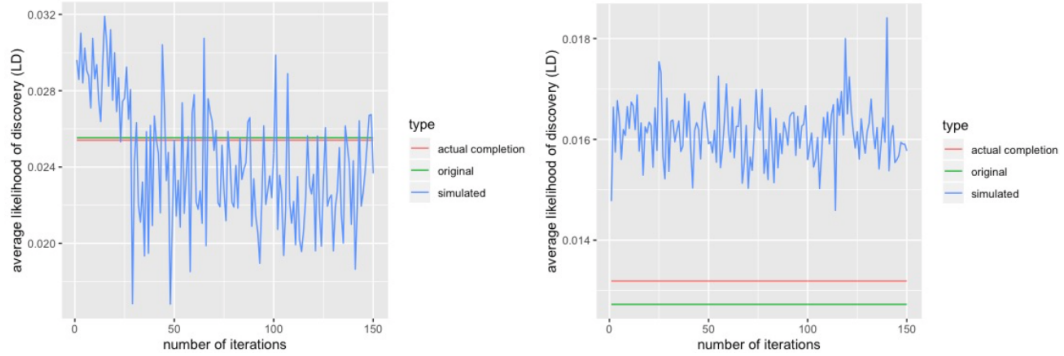 0.032
0.028
0.024
0.020
average likelihood of discovery (LD)
0
50
100
150
number of iterations
type
actual completion
original
simulated
0.018
0.016
0.014
average likelihood of discovery (LD)
0
50
100
150
number of iterations
type
actual completion
original
simulated